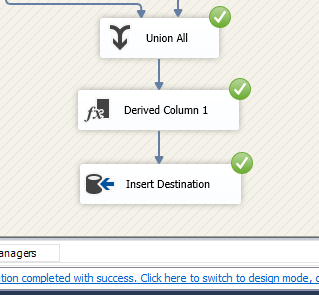 Union All
fx
Derived Column 1
Insert Destination
anagers
tion completed with success. Click here to switch to design mode,